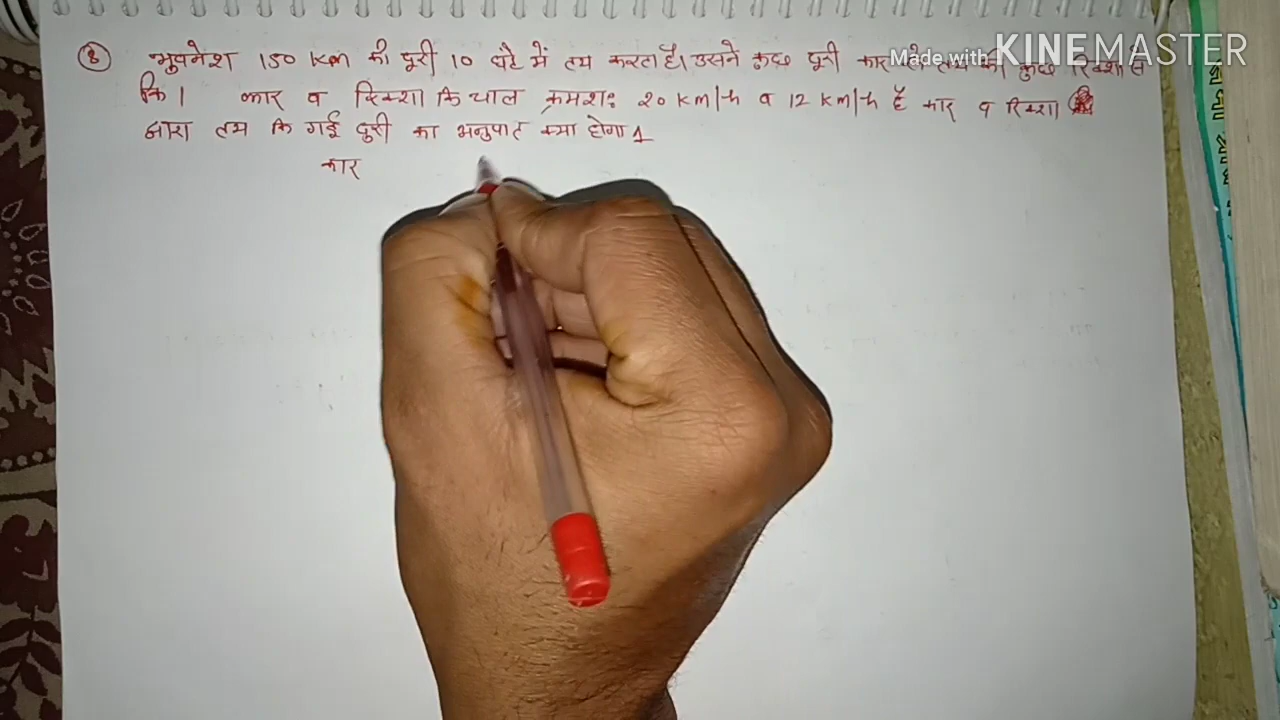 ⑧ भुवनेश 150 km की दूरी 10 घंटे में तय करता है। उसने कुछ दूरी कार से तय की कुछ रिक्शा से
Made with KINEMASTER
कि। कार व रिक्शा कि चाल क्रमशः 20 km/h व 12 km/h है कार व रिक्शा
द्वारा तय कि गई दुरी का अनुपात क्या होगा
कार